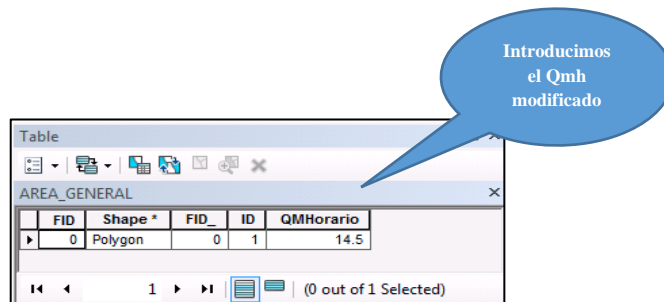 Introducimos
el Qmh
modificado
Table
AREA_GENERAL
FID Shape * FID_ ID QMHorario
0 Polygon 0 1 14.5
1 (0 out of 1 Selected)